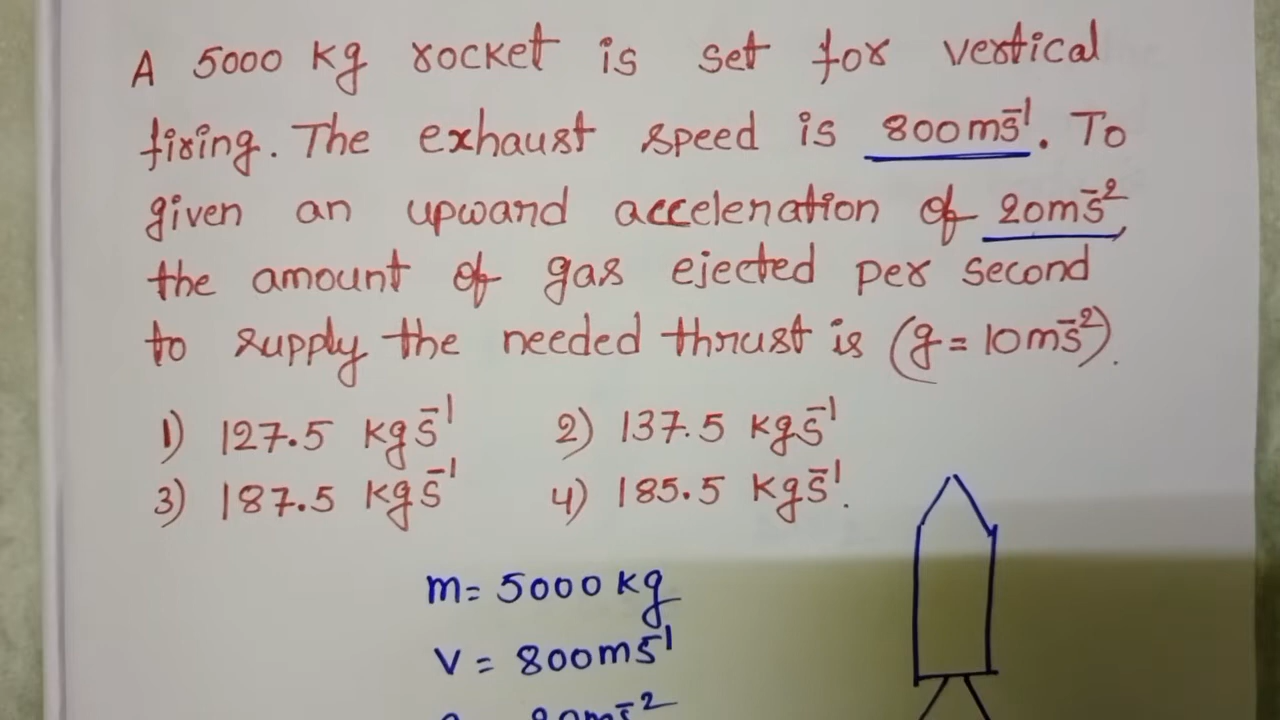 A 5000 kg rocket is set for vertical
firing. The exhaust speed is 800ms⁻¹. To
given an upward acceleration of 20ms⁻²,
the amount of gas ejected per second
to supply the needed thrust is (g = 10ms⁻²).
1) 127.5 kgs⁻¹ 2) 137.5 kgs⁻¹
3) 187.5 kgs⁻¹ 4) 185.5 kgs⁻¹.
m = 5000 kg
v = 800ms⁻¹